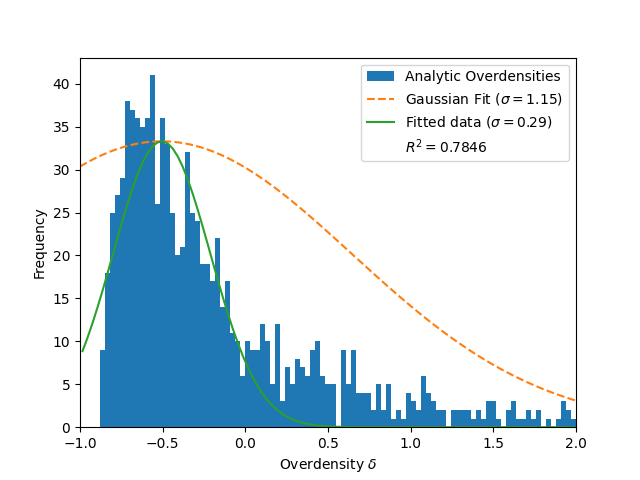 Analytic Overdensities
Gaussian Fit (σ = 1.15)
Fitted data (σ = 0.29)
R² = 0.7846
Frequency
40
35
30
25
20
15
10
5
0
−1.0 −0.5 0.0 0.5 1.0 1.5 2.0
Overdensity δ